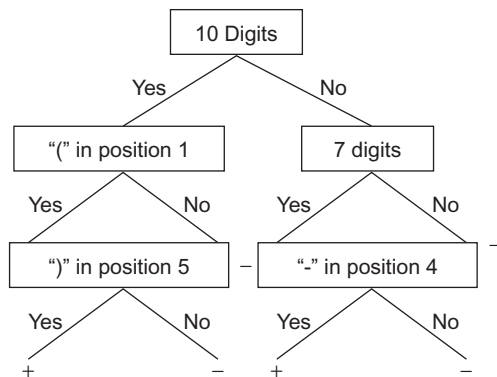 10 Digits
Yes No
“(” in position 1 7 digits
Yes No Yes No
“)” in position 5 – “-” in position 4 –
Yes No Yes No
+ – + –